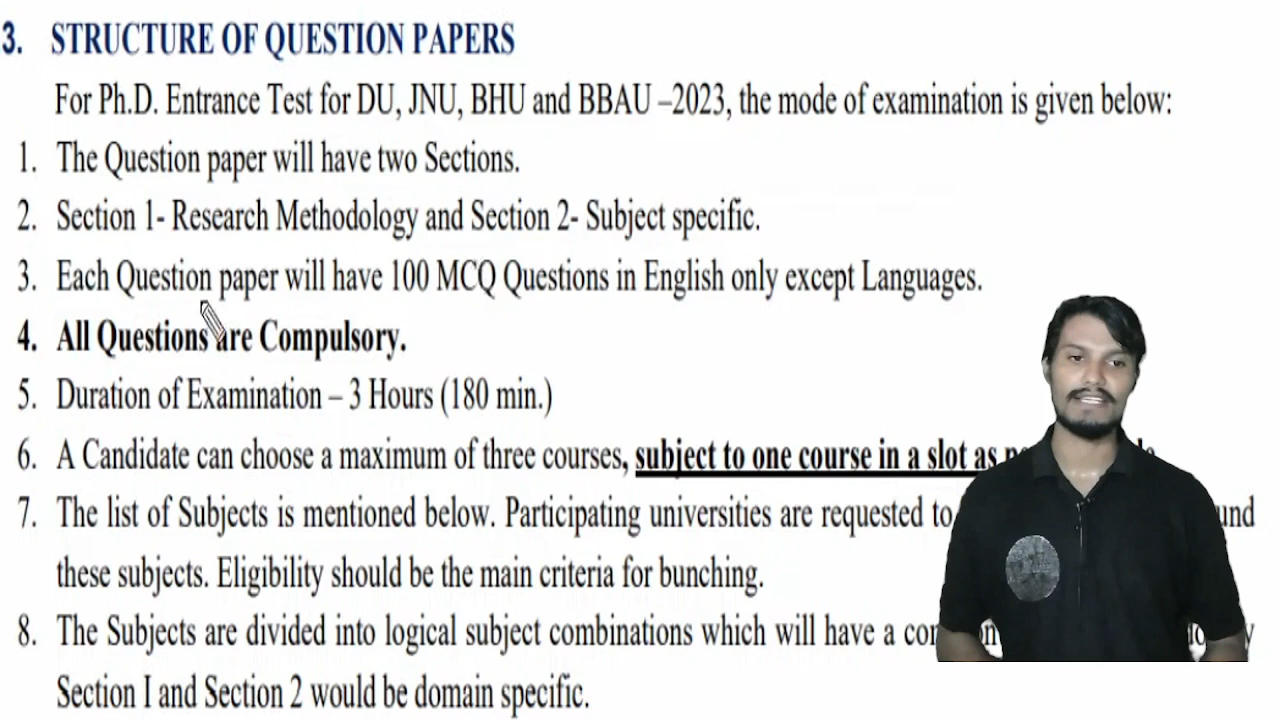 3. STRUCTURE OF QUESTION PAPERS
For Ph.D. Entrance Test for DU, JNU, BHU and BBAU –2023, the mode of examination is given below:
1. The Question paper will have two Sections.
2. Section 1- Research Methodology and Section 2- Subject specific.
3. Each Question paper will have 100 MCQ Questions in English only except Languages.
4. All Questions are Compulsory.
5. Duration of Examination – 3 Hours (180 min.)
6. A Candidate can choose a maximum of three courses, subject to one course in a slot as
7. The list of Subjects is mentioned below. Participating universities are requested to
these subjects. Eligibility should be the main criteria for bunching.
8. The Subjects are divided into logical subject combinations which will have a
Section I and Section 2 would be domain specific.